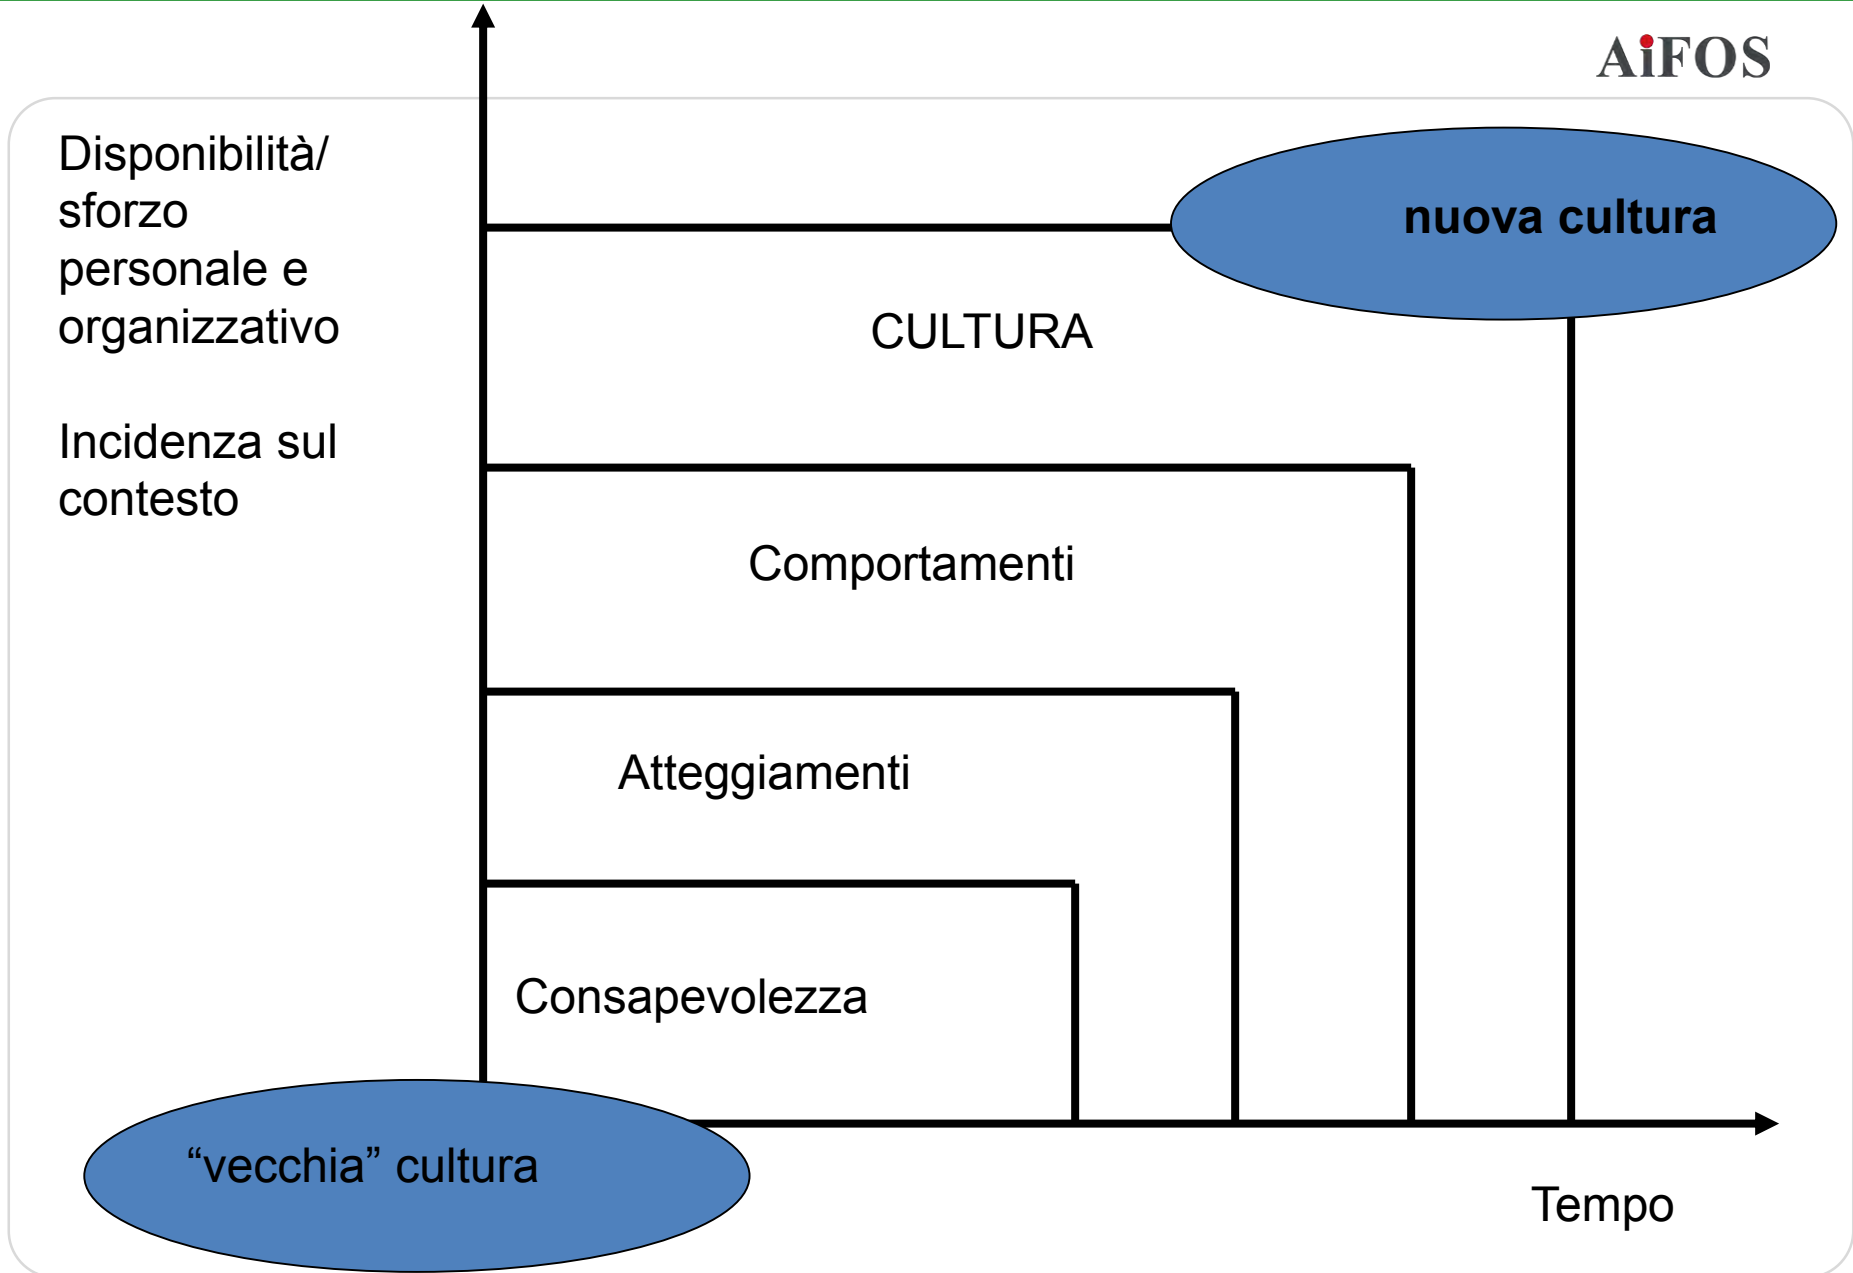 AiFOS
Disponibilità/
sforzo
personale e
organizzativo
Incidenza sul
contesto
nuova cultura
CULTURA
Comportamenti
Atteggiamenti
Consapevolezza
“vecchia” cultura
Tempo